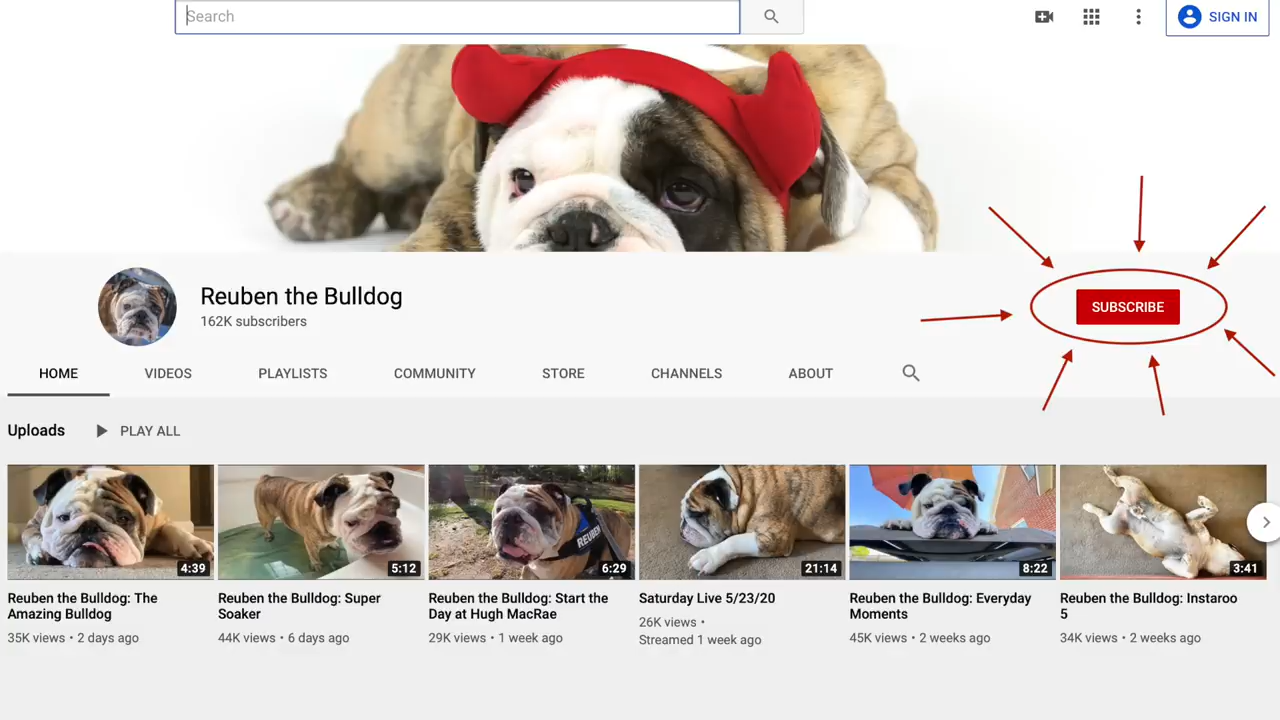 Search
SIGN IN
Reuben the Bulldog
162K subscribers
SUBSCRIBE
HOME
VIDEOS
PLAYLISTS
COMMUNITY
STORE
CHANNELS
ABOUT
Uploads
PLAY ALL
4:39
5:12
REUBEN
6:29
21:14
8:22
3:41
Reuben the Bulldog: The
Amazing Bulldog
35K views • 2 days ago
Reuben the Bulldog: Super
Soaker
44K views • 6 days ago
Reuben the Bulldog: Start the
Day at Hugh MacRae
29K views • 1 week ago
Saturday Live 5/23/20
26K views •
Streamed 1 week ago
Reuben the Bulldog: Everyday
Moments
45K views • 2 weeks ago
Reuben the Bulldog: Instaroo
5
34K views • 2 weeks ago